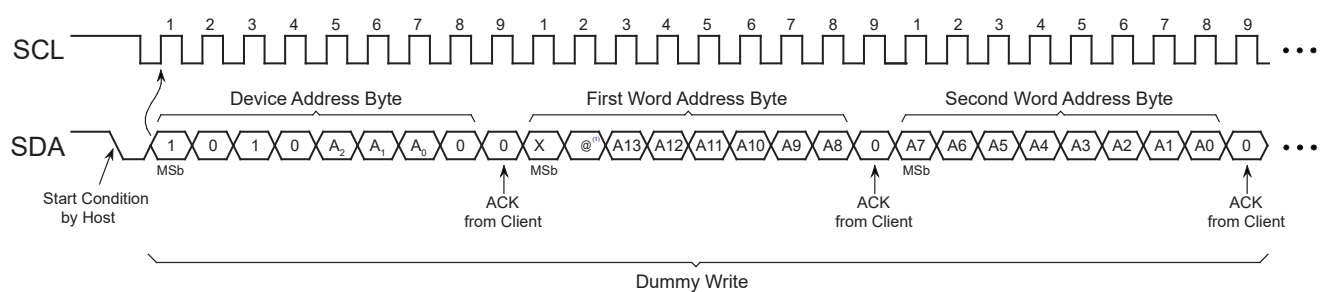 1 2 3 4 5 6 7 8 9 1 2 3 4 5 6 7 8 9 1 2 3 4 5 6 7 8 9
SCL
Device Address Byte First Word Address Byte Second Word Address Byte
SDA 1 0 1 0 A₂ A₁ A₀ 0 0 X @⁽¹⁾ A13 A12 A11 A10 A9 A8 0 A7 A6 A5 A4 A3 A2 A1 A0 0
MSb MSb MSb
Start Condition
by Host
ACK
from Client
ACK
from Client
ACK
from Client
Dummy Write